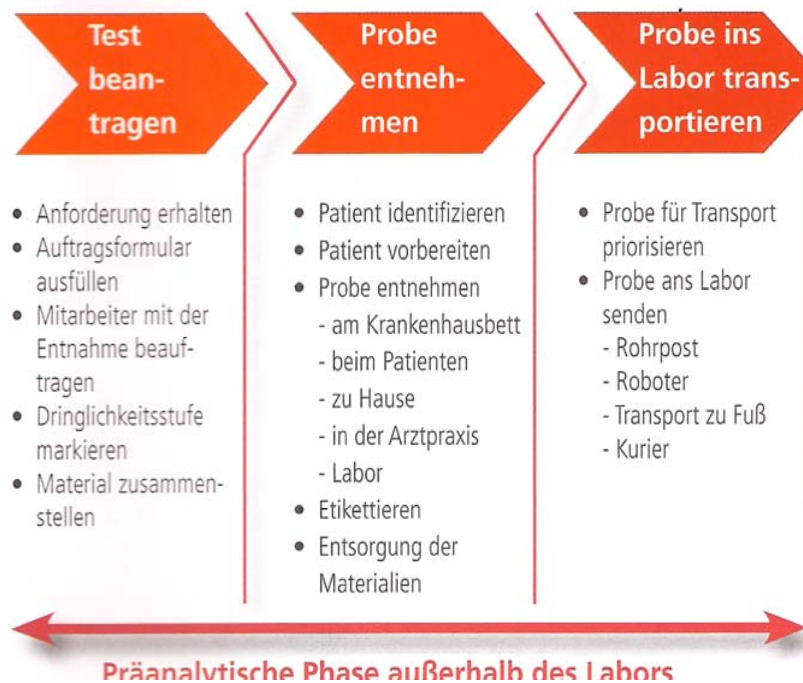 Test
bean-
tragen
Probe
entneh-
men
Probe ins
Labor trans-
portieren
• Anforderung erhalten
• Auftragsformular
ausfüllen
• Mitarbeiter mit der
Entnahme beauf-
tragen
• Dringlichkeitsstufe
markieren
• Material zusammen-
stellen
• Patient identifizieren
• Patient vorbereiten
• Probe entnehmen
- am Krankenhausbett
- beim Patienten
- zu Hause
- in der Arztpraxis
- Labor
• Etikettieren
• Entsorgung der
Materialien
• Probe für Transport
priorisieren
• Probe ans Labor
senden
- Rohrpost
- Roboter
- Transport zu Fuß
- Kurier
Präanalytische Phase außerhalb des Labors